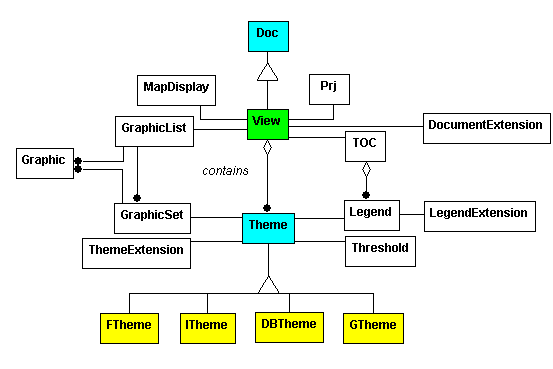 Doc
MapDisplay
Prj
View
GraphicList
DocumentExtension
TOC
Graphic
contains
GraphicSet
Legend
LegendExtension
Theme
ThemeExtension
Threshold
FTheme
ITheme
DBTheme
GTheme